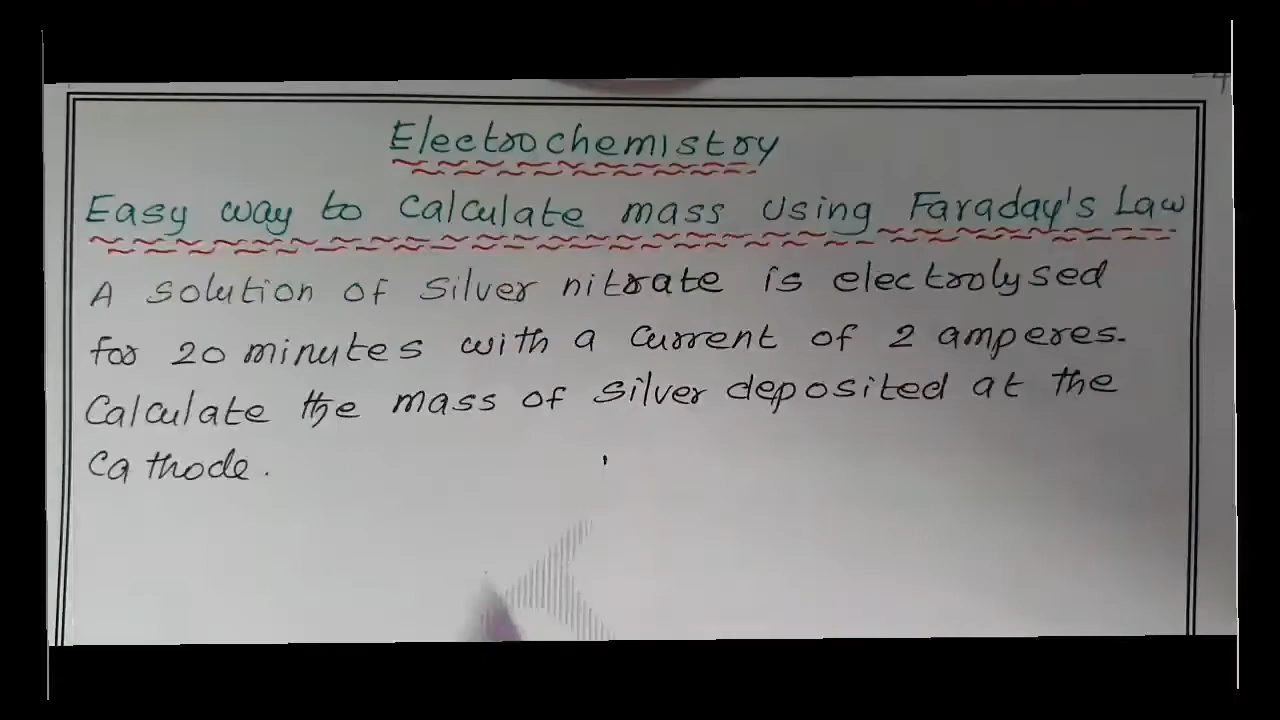 Electrochemistry
Easy way to calculate mass using Faraday's Law
A solution of silver nitrate is electrolysed
for 20 minutes with a current of 2 amperes.
Calculate the mass of silver deposited at the
Cathode.